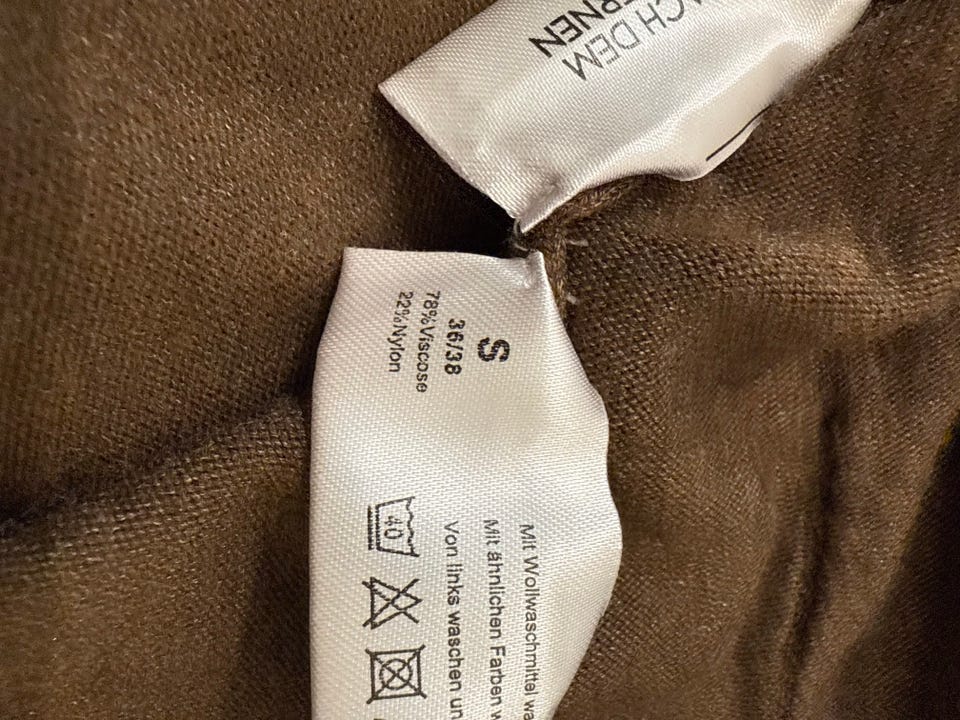 ACH DEM
ERNEN
S
36/38
78%Viscose
22%Nylon
Mit Wollwaschmittel wa
Mit ähnlichen Farben w
Von links waschen un
40